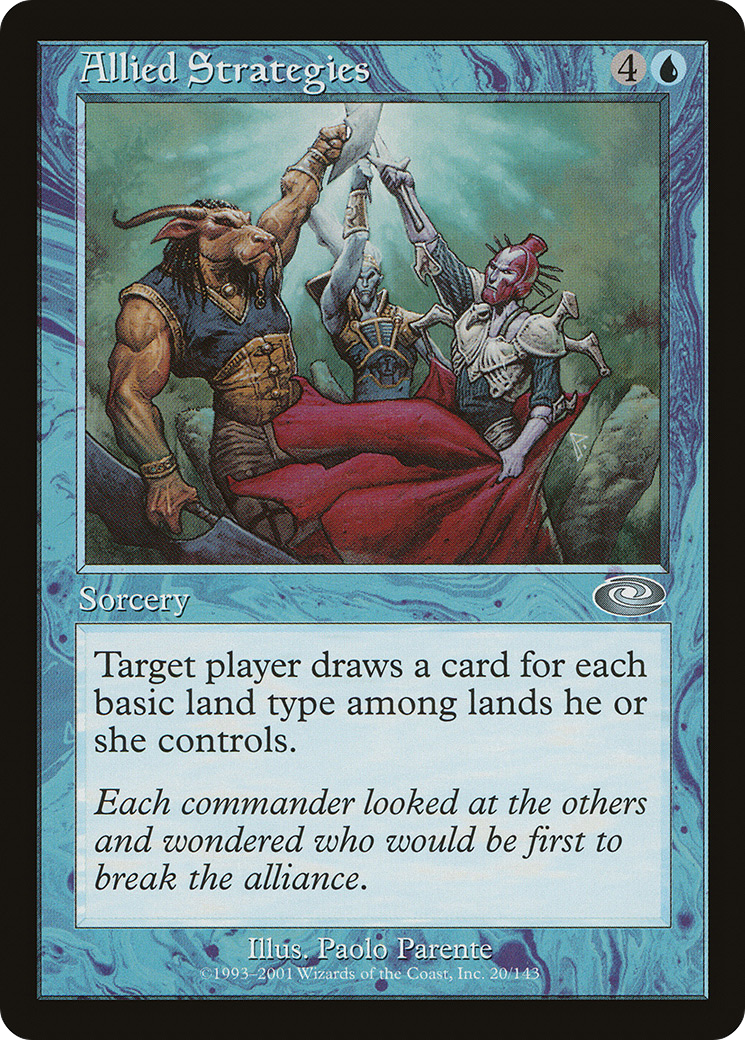 Allied Strategies 4
Sorcery
Target player draws a card for each
basic land type among lands he or
she controls.
Each commander looked at the others
and wondered who would be first to
break the alliance.
Illus. Paolo Parente
©1993–2001 Wizards of the Coast, Inc. 20/143